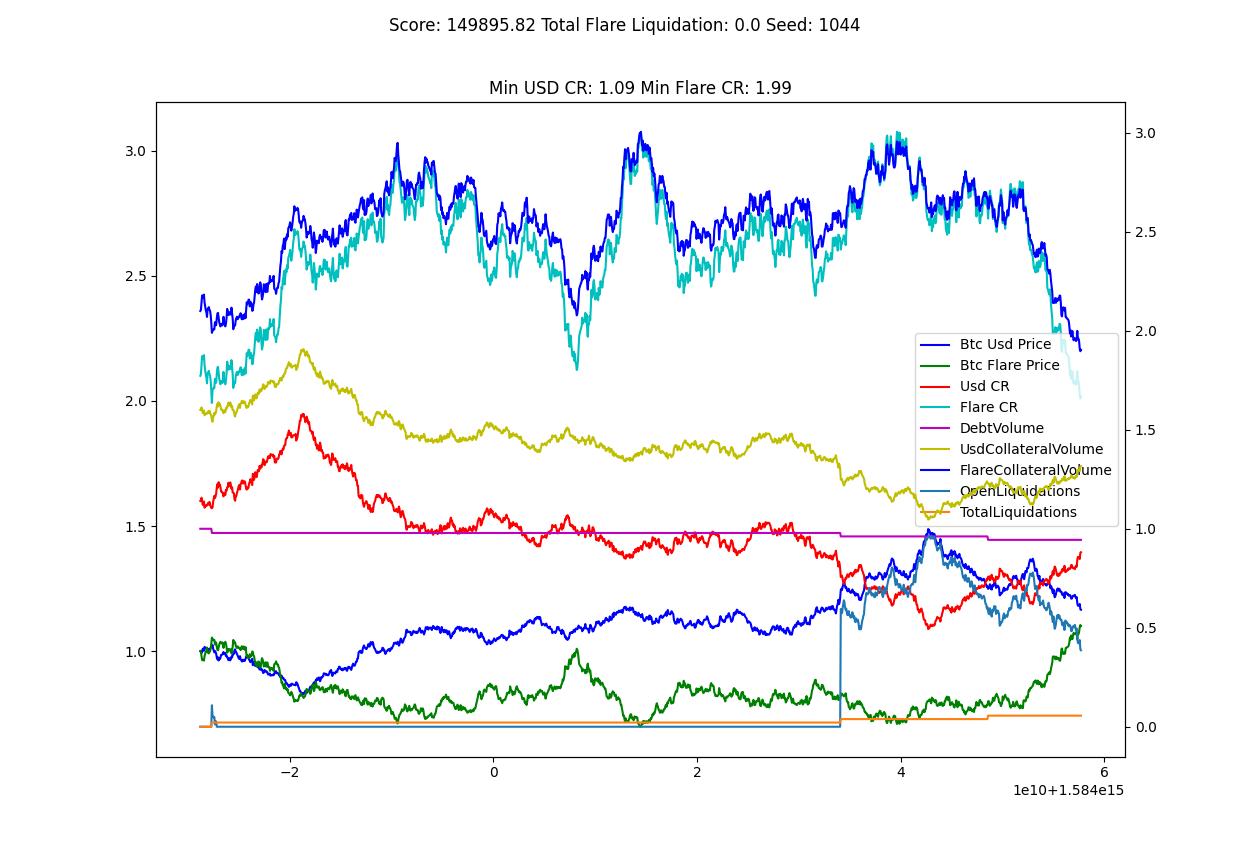 Score: 149895.82 Total Flare Liquidation: 0.0 Seed: 1044
Min USD CR: 1.09 Min Flare CR: 1.99
3.0
2.5
2.0
1.5
1.0
3.0
2.5
2.0
1.5
1.0
0.5
0.0
Btc Usd Price
Btc Flare Price
Usd CR
Flare CR
DebtVolume
UsdCollateralVolume
FlareCollateralVolume
OpenLiquidations
TotalLiquidations
−2 0 2 4 6
1e10+1.584e15